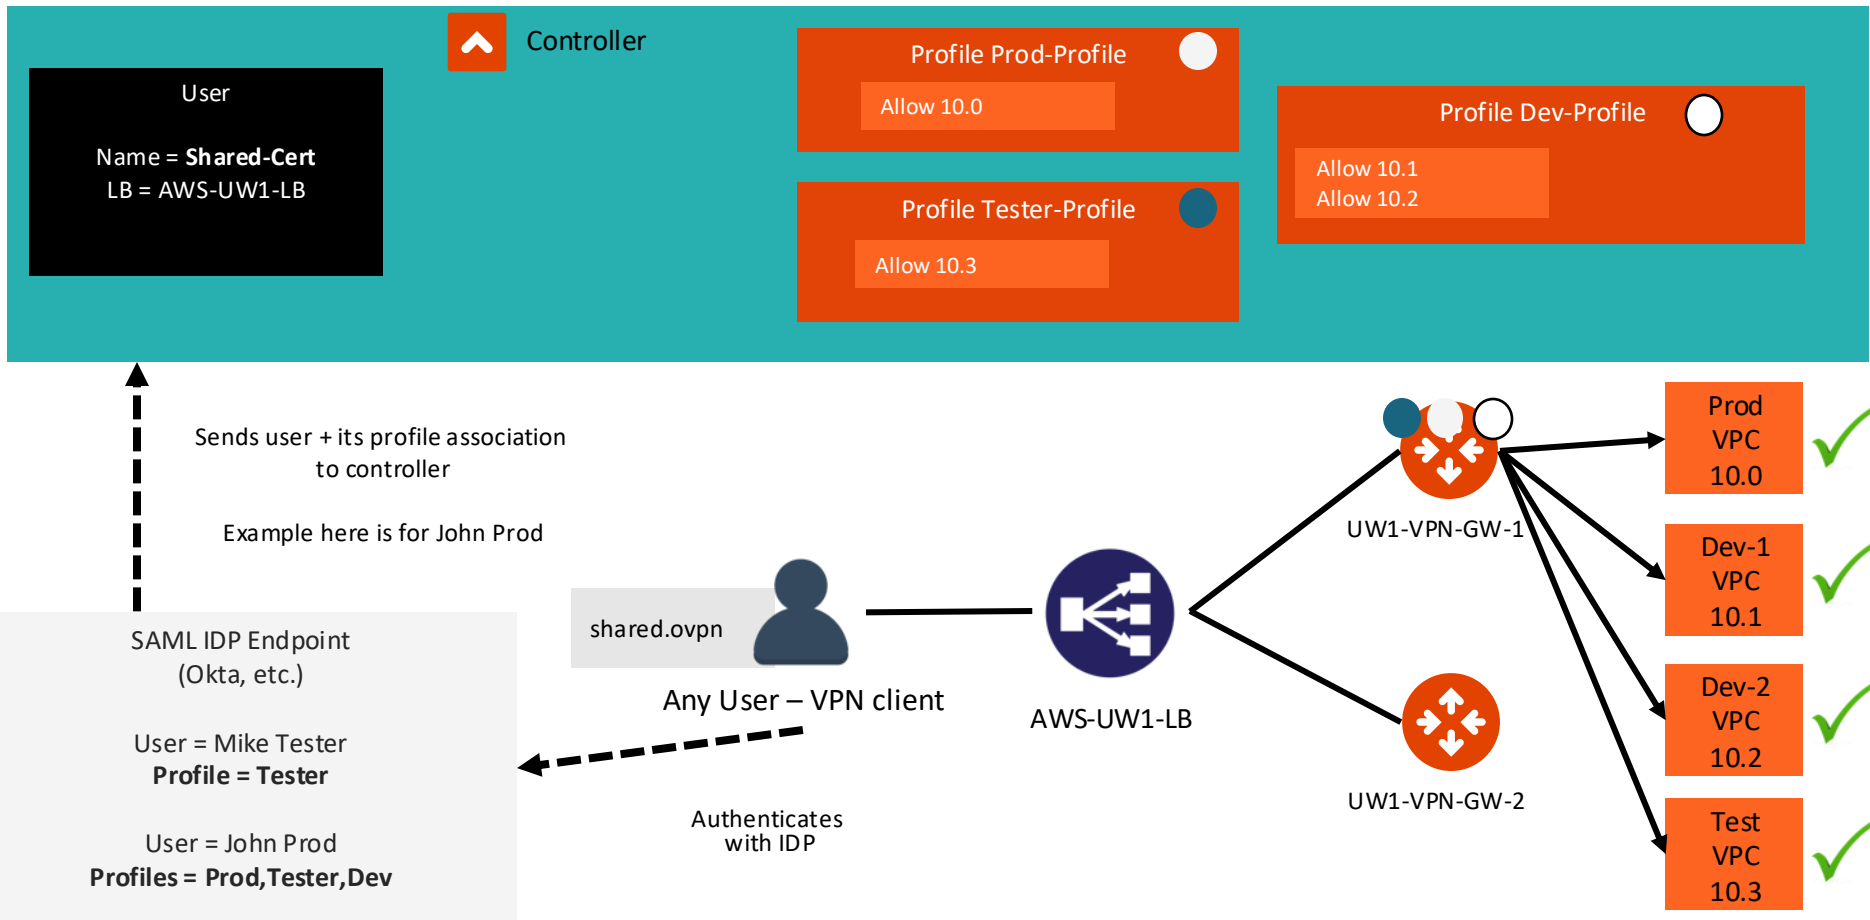 Controller
User
Name = Shared-Cert
LB = AWS-UW1-LB
Profile Prod-Profile
Allow 10.0
Profile Tester-Profile
Allow 10.3
Profile Dev-Profile
Allow 10.1
Allow 10.2
Sends user + its profile association
to controller
Example here is for John Prod
SAML IDP Endpoint
(Okta, etc.)
User = Mike Tester
Profile = Tester
User = John Prod
Profiles = Prod,Tester,Dev
shared.ovpn
Any User – VPN client
Authenticates
with IDP
AWS-UW1-LB
UW1-VPN-GW-1
UW1-VPN-GW-2
Prod
VPC
10.0
Dev-1
VPC
10.1
Dev-2
VPC
10.2
Test
VPC
10.3